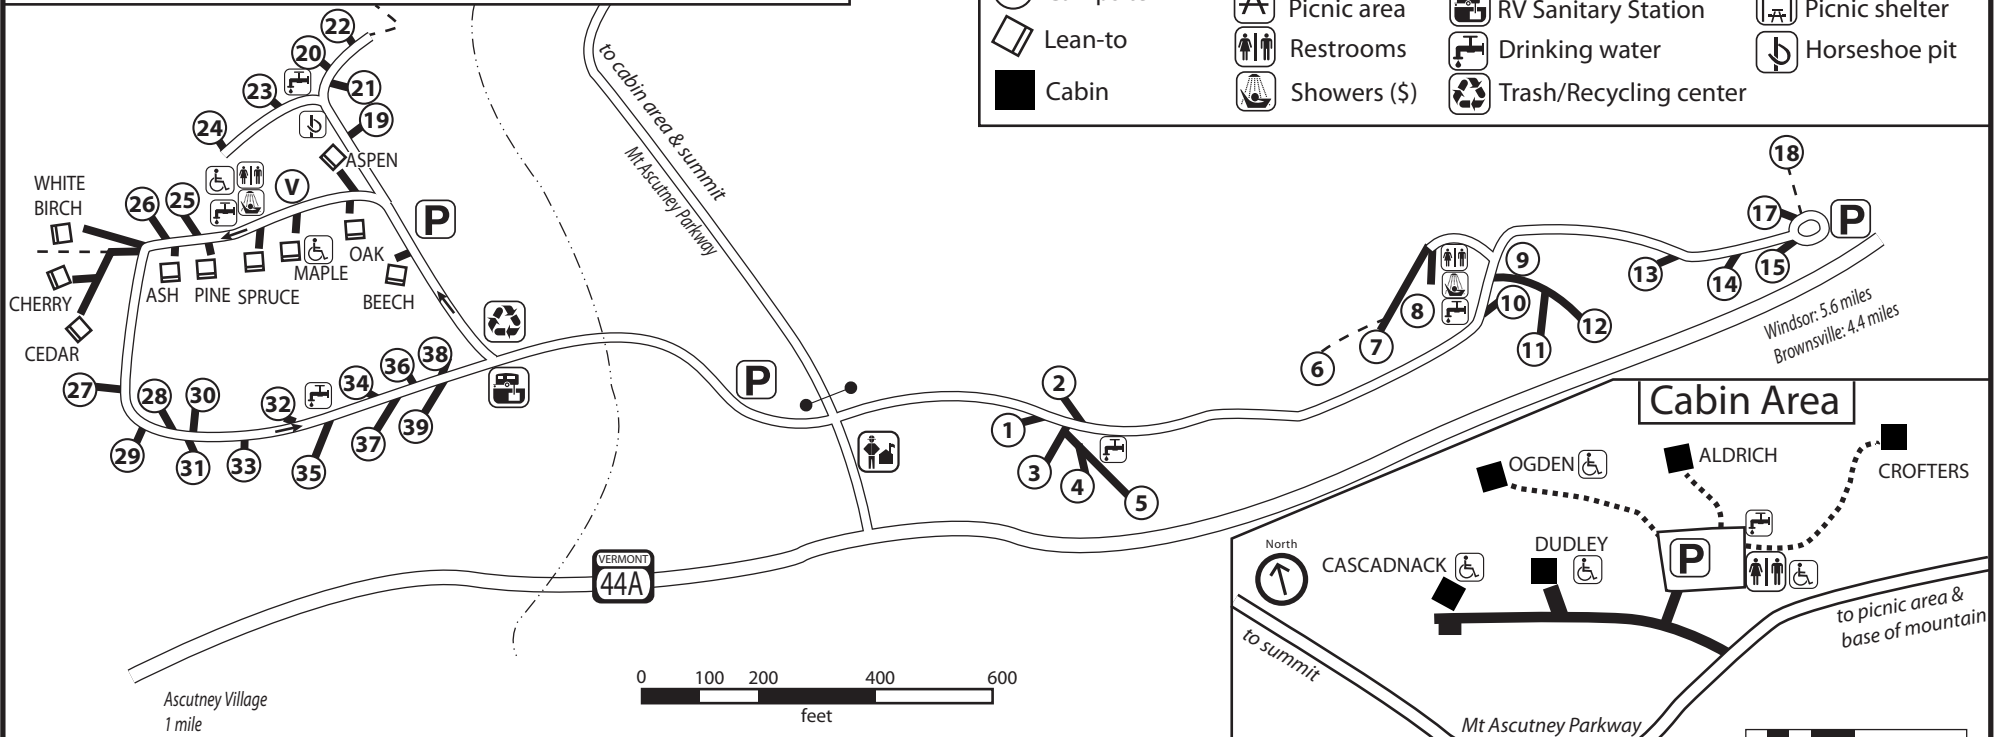 Picnic area
RV Sanitary Station
Picnic shelter
Lean-to
Restrooms
Drinking water
Horseshoe pit
Cabin
Showers ($)
Trash/Recycling center
22
20
21
23
19
24
ASPEN
WHITE
BIRCH
26
25
V
P
OAK
MAPLE
ASH
PINE
SPRUCE
BEECH
CHERRY
CEDAR
27
28
30
32
34
36
38
29
31
33
35
37
39
to cabin area & summit
Mt Ascutney Parkway
P
1
2
3
4
5
6
7
8
9
10
11
12
13
14
15
17
18
P
Windsor: 5.6 miles
Brownsville: 4.4 miles
VERMONT
44A
Ascutney Village
1 mile
0 100 200 400 600
feet
Cabin Area
OGDEN
ALDRICH
CROFTERS
North
CASCADNACK
DUDLEY
P
to summit
to picnic area &
base of mountain
Mt Ascutney Parkway